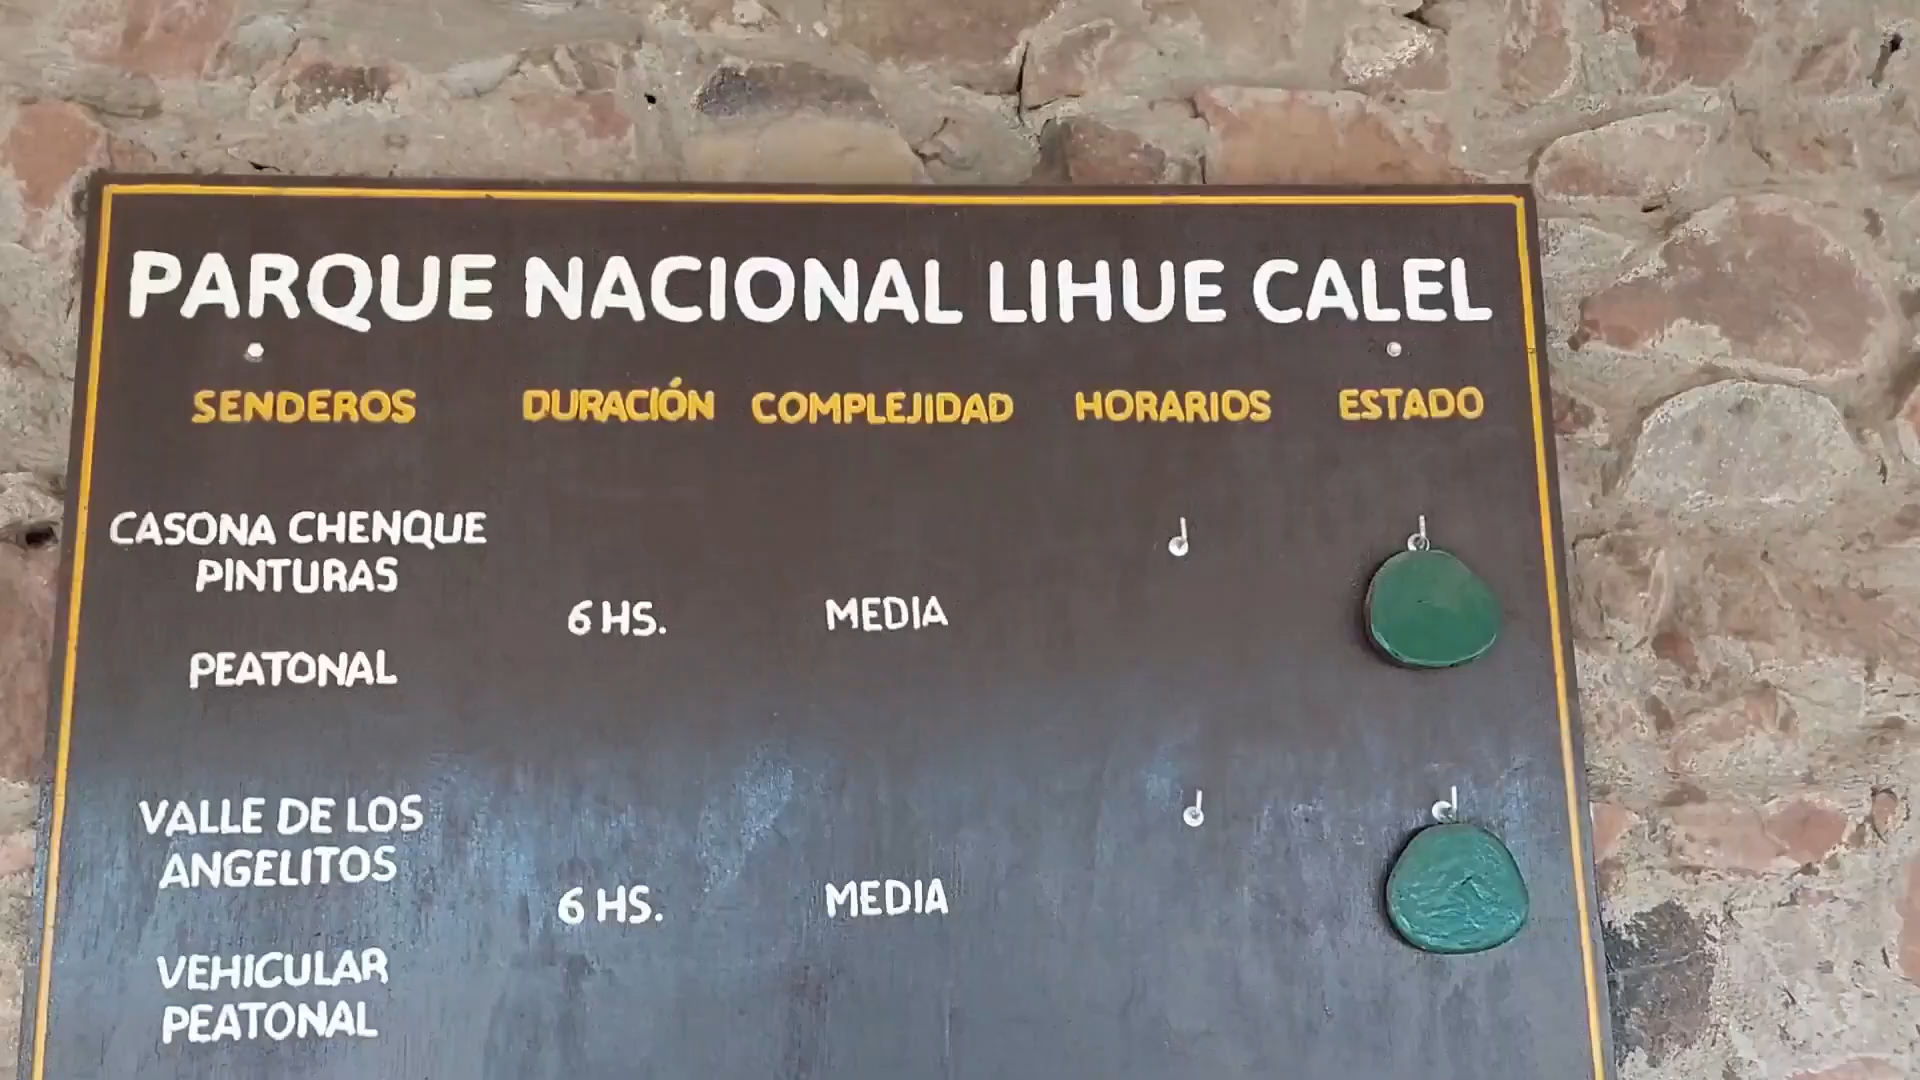 PARQUE NACIONAL LIHUE CALEL
SENDEROS DURACIÓN COMPLEJIDAD HORARIOS ESTADO
CASONA CHENQUE
PINTURAS
6 HS. MEDIA
PEATONAL
VALLE DE LOS
ANGELITOS
6 HS. MEDIA
VEHICULAR
PEATONAL